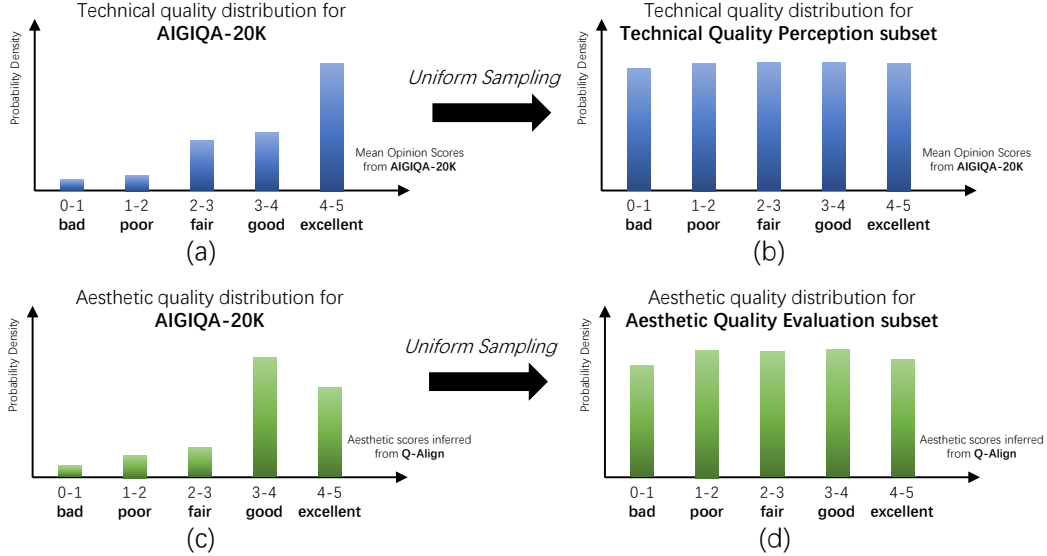 Technical quality distribution for
AIGIQA-20K
Probability Density
Mean Opinion Scores
from AIGIQA-20K
0-1 1-2 2-3 3-4 4-5
bad poor fair good excellent
(a)
Uniform Sampling
Technical quality distribution for
Technical Quality Perception subset
Probability Density
Mean Opinion Scores
from AIGIQA-20K
0-1 1-2 2-3 3-4 4-5
bad poor fair good excellent
(b)
Aesthetic quality distribution for
AIGIQA-20K
Probability Density
Aesthetic scores inferred
from Q-Align
0-1 1-2 2-3 3-4 4-5
bad poor fair good excellent
(c)
Uniform Sampling
Aesthetic quality distribution for
Aesthetic Quality Evaluation subset
Probability Density
Aesthetic scores inferred
from Q-Align
0-1 1-2 2-3 3-4 4-5
bad poor fair good excellent
(d)